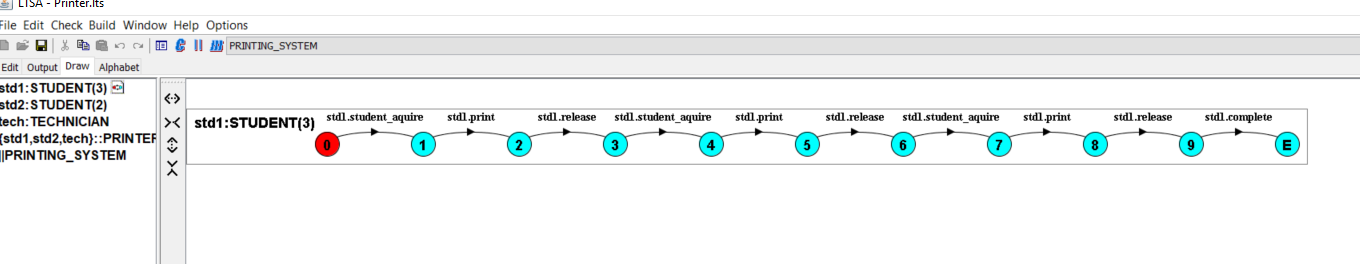 LTSA - Printer.lts
File Edit Check Build Window Help Options
PRINTING_SYSTEM
Edit Output Draw Alphabet
std1:STUDENT(3)
std2:STUDENT(2)
tech:TECHNICIAN
{std1,std2,tech}::PRINTER
||PRINTING_SYSTEM
std1:STUDENT(3)
std1.student_aquire std1.print std1.release std1.student_aquire std1.print std1.release std1.student_aquire std1.print std1.release std1.complete
0 1 2 3 4 5 6 7 8 9 E